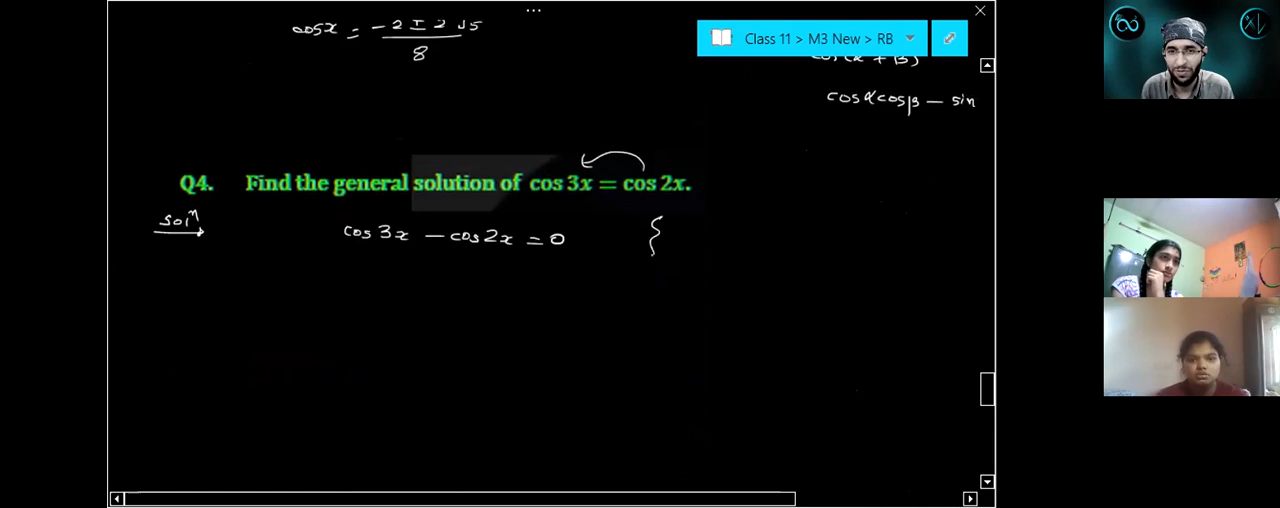 cosx = -2 ± 2√5
8
Class 11 > M3 New > RB
cos(α + β)
cosαcosβ – sin
Q4. Find the general solution of cos 3x = cos 2x.
solⁿ
cos 3x – cos 2x = 0 {